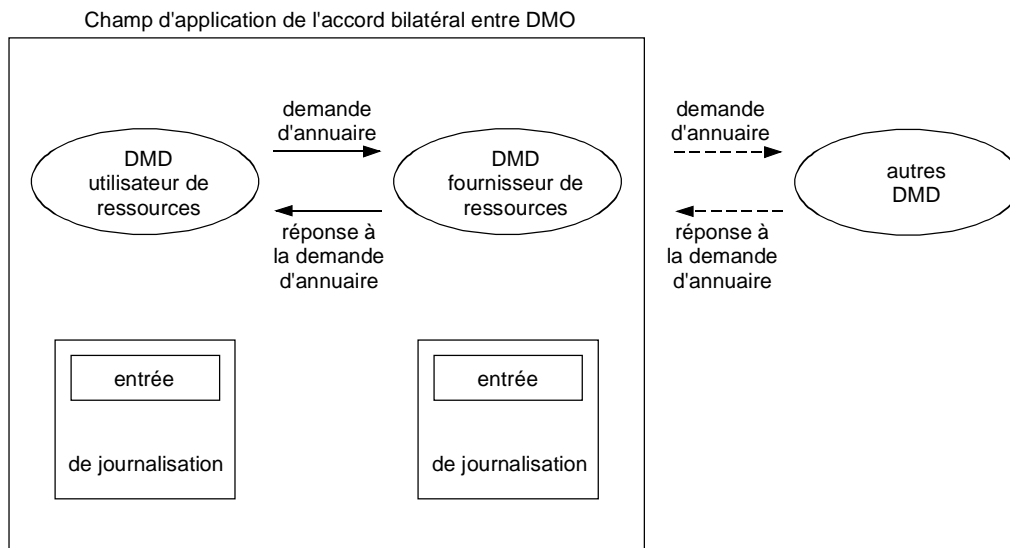 Champ d'application de l'accord bilatéral entre DMO
demande
d'annuaire
DMD
utilisateur de
ressources
DMD
fournisseur de
ressources
réponse à
la demande
d'annuaire
demande
d'annuaire
autres
DMD
réponse à
la demande
d'annuaire
entrée
de journalisation
entrée
de journalisation